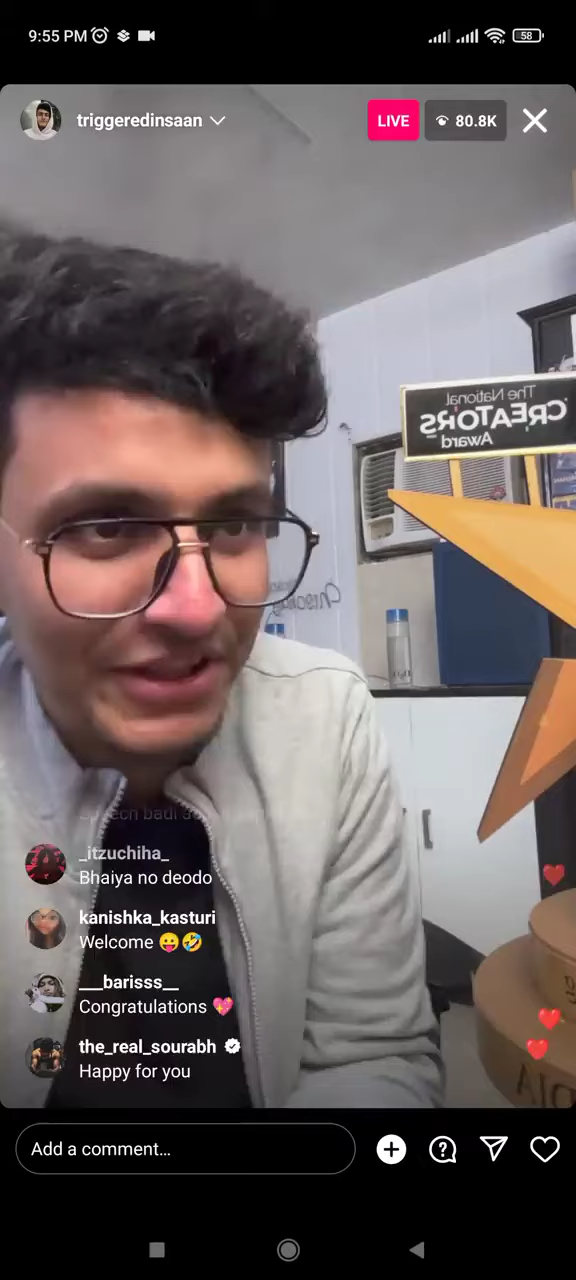 9:55 PM
58
triggeredinsaan
LIVE
80.8K
The National
CREATORS
Award
_itzuchiha_
Bhaiya no deodo
kanishka_kasturi
Welcome 😛🤣
___barisss__
Congratulations 💖
the_real_sourabh
Happy for you
Add a comment...